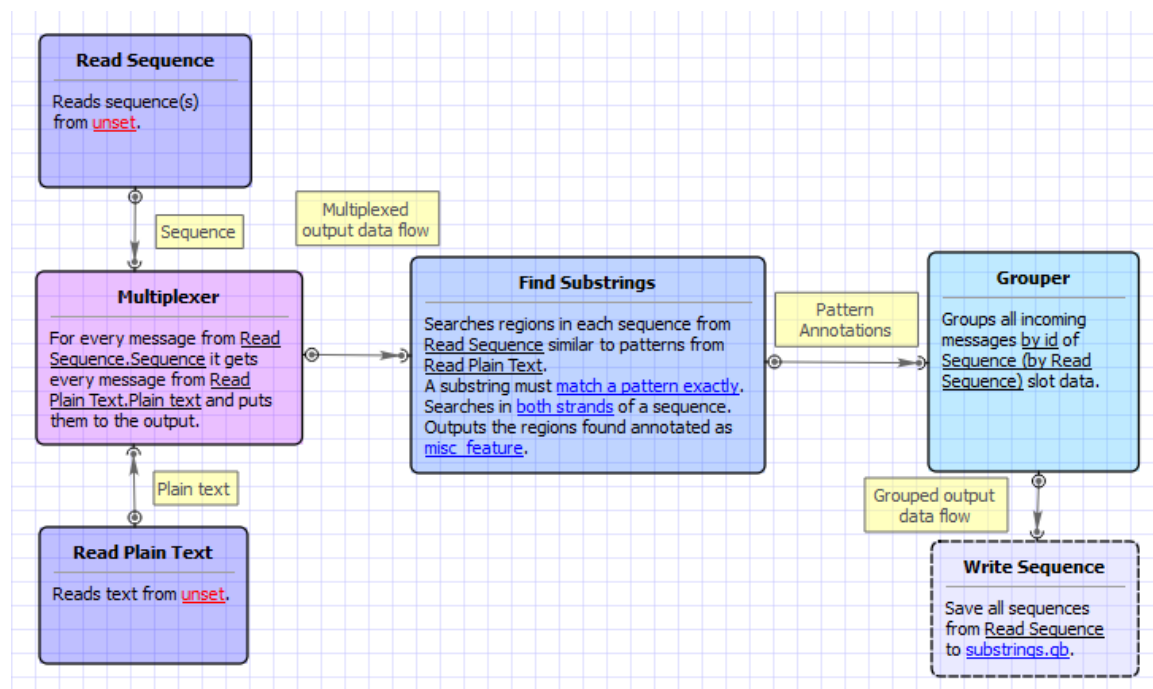 Read Sequence
Reads sequence(s)
from unset.
Sequence
Multiplexed
output data flow
Multiplexer
For every message from Read
Sequence.Sequence it gets
every message from Read
Plain Text.Plain text and puts
them to the output.
Plain text
Read Plain Text
Reads text from unset.
Find Substrings
Searches regions in each sequence from
Read Sequence similar to patterns from
Read Plain Text.
A substring must match a pattern exactly.
Searches in both strands of a sequence.
Outputs the regions found annotated as
misc_feature.
Pattern
Annotations
Grouper
Groups all incoming
messages by id of
Sequence (by Read
Sequence) slot data.
Grouped output
data flow
Write Sequence
Save all sequences
from Read Sequence
to substrings.gb.